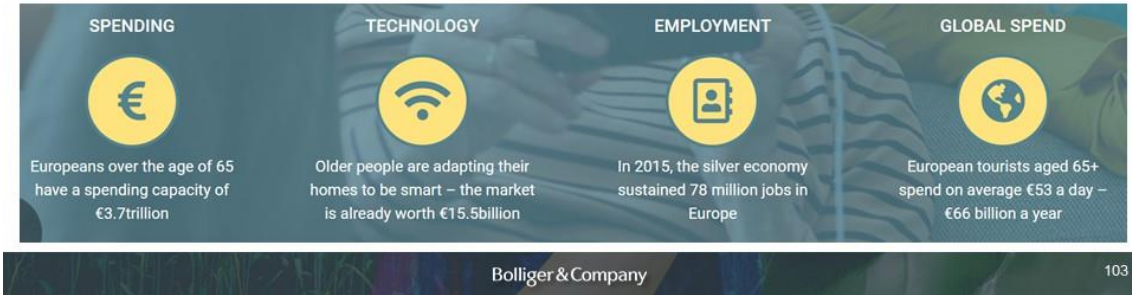 SPENDING
Europeans over the age of 65
have a spending capacity of
€3.7trillion
TECHNOLOGY
Older people are adapting their
homes to be smart – the market
is already worth €15.5billion
EMPLOYMENT
In 2015, the silver economy
sustained 78 million jobs in
Europe
GLOBAL SPEND
European tourists aged 65+
spend on average €53 a day –
€66 billion a year
Bolliger & Company
103